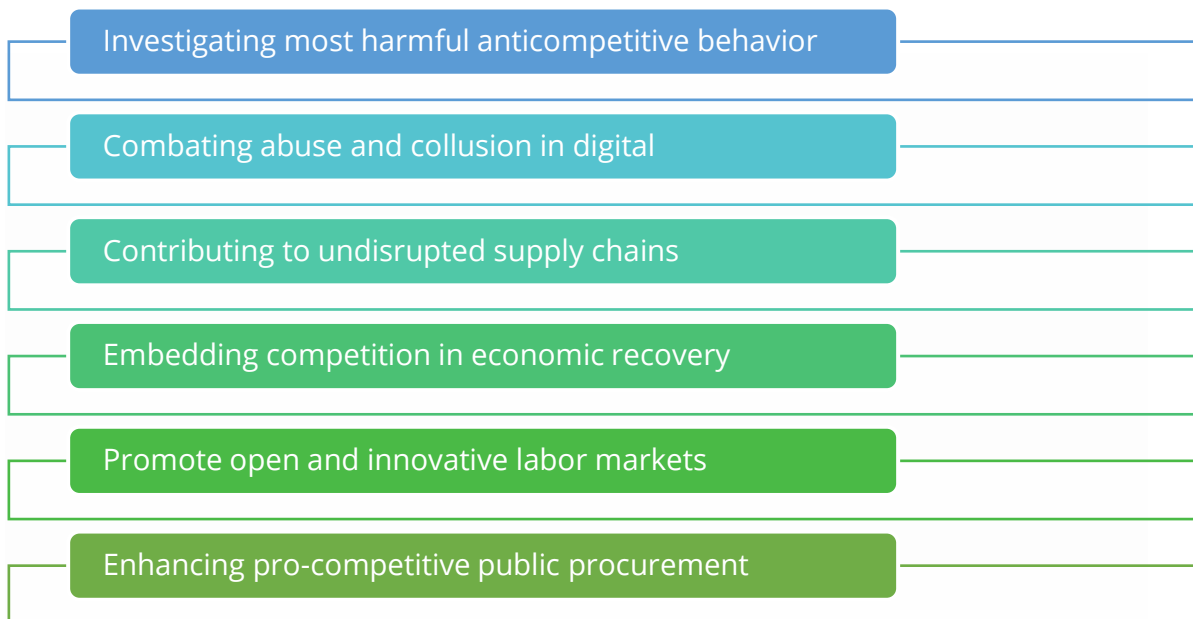 Investigating most harmful anticompetitive behavior
Combating abuse and collusion in digital
Contributing to undisrupted supply chains
Embedding competition in economic recovery
Promote open and innovative labor markets
Enhancing pro-competitive public procurement